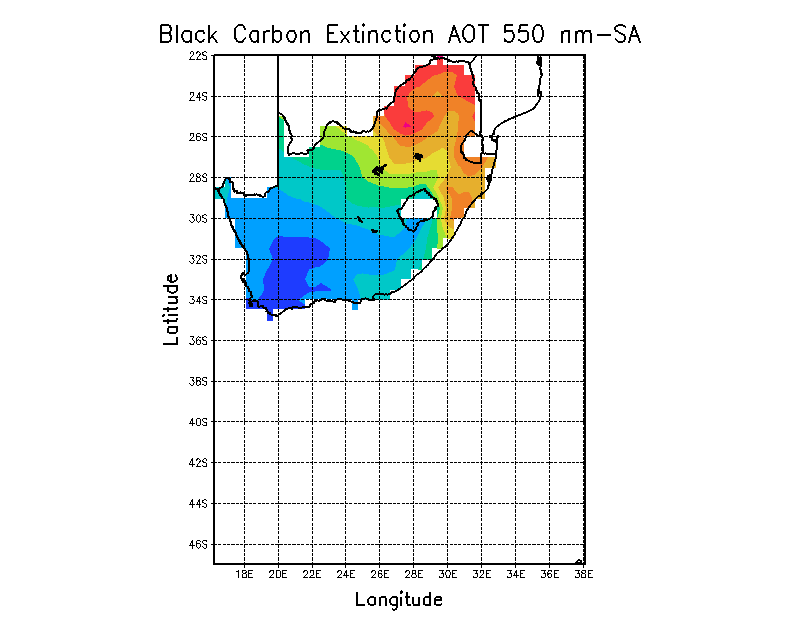 Black Carbon Extinction AOT 550 nm-SA
22S
24S
26S
28S
30S
32S
34S
36S
38S
40S
42S
44S
46S
Latitude
18E 20E 22E 24E 26E 28E 30E 32E 34E 36E 38E
Longitude